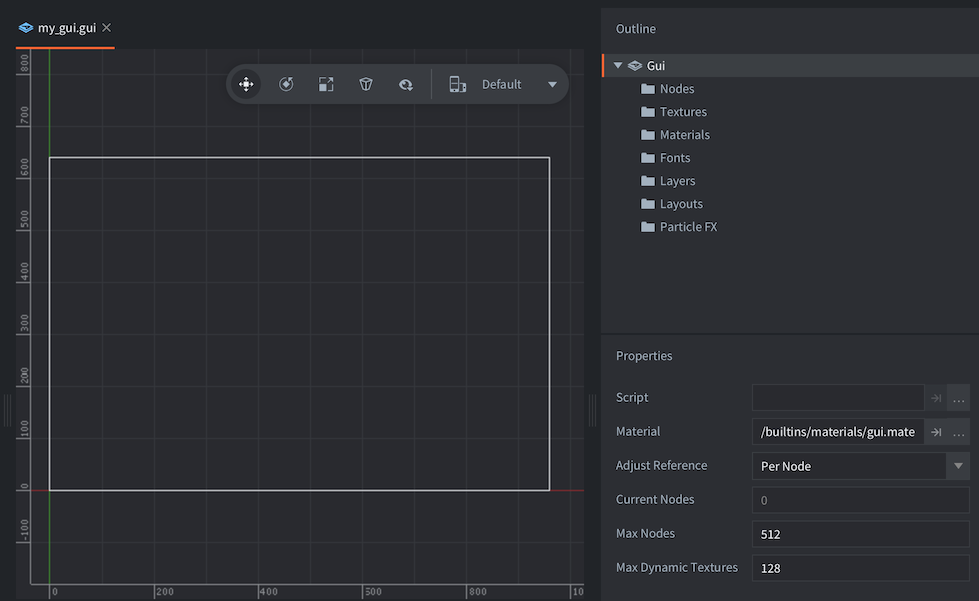 my_gui.gui
Default
800
700
600
500
400
300
200
100
0
-100
0
200
400
500
800
10
Outline
Gui
Nodes
Textures
Materials
Fonts
Layers
Layouts
Particle FX
Properties
Script
...
Material /builtins/materials/gui.mate
...
Adjust Reference Per Node
Current Nodes 0
Max Nodes 512
Max Dynamic Textures 128